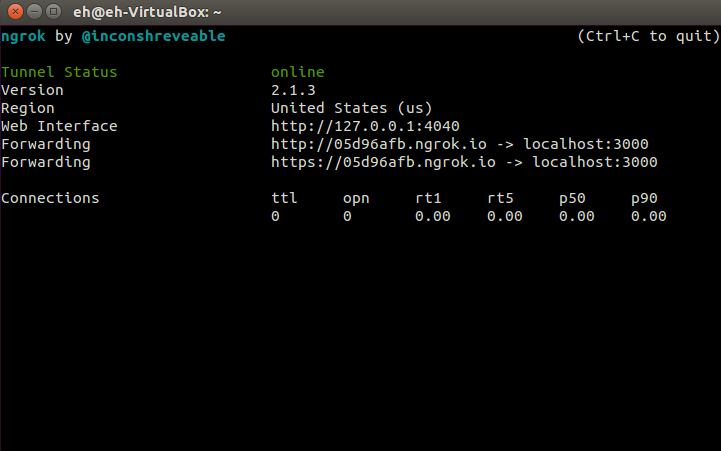 eh@eh-VirtualBox: ~
ngrok by @inconshreveable (Ctrl+C to quit)
Tunnel Status online
Version 2.1.3
Region United States (us)
Web Interface http://127.0.0.1:4040
Forwarding http://05d96afb.ngrok.io -> localhost:3000
Forwarding https://05d96afb.ngrok.io -> localhost:3000
Connections ttl opn rt1 rt5 p50 p90
0 0 0.00 0.00 0.00 0.00